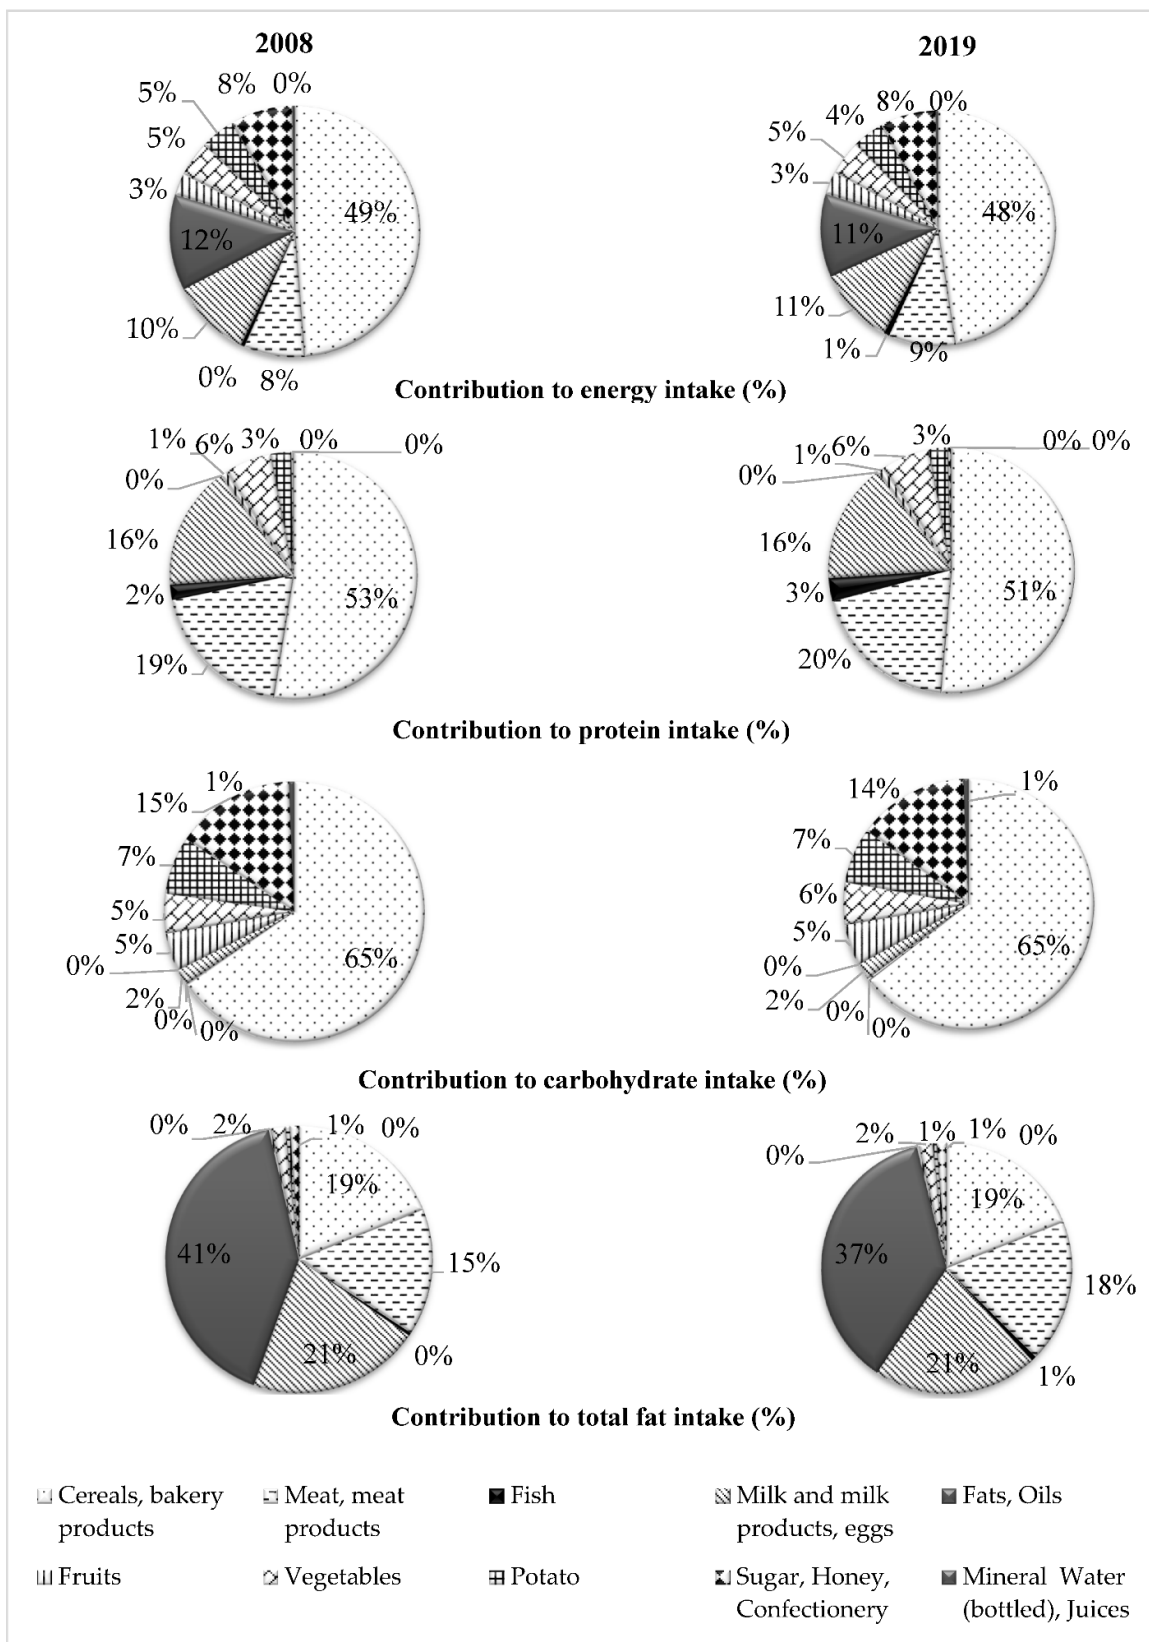 2008 2019
5% 8% 0%
5%
3%
12%
49%
10%
0% 8%
4% 8% 0%
5%
3%
11%
48%
11%
1% 9%
Contribution to energy intake (%)
1% 6% 3% 0% 0%
0%
16%
2%
53%
19%
1% 6% 3% 0% 0%
0%
16%
3%
51%
20%
Contribution to protein intake (%)
1%
15%
7%
5%
5%
65%
0%
2%
0% 0%
14% 1%
7%
6%
5%
65%
0%
2% 0%
0%
Contribution to carbohydrate intake (%)
0% 2% 1% 0%
19%
41%
15%
21% 0%
2% 1% 1% 0%
0%
19%
37%
18%
21% 1%
Contribution to total fat intake (%)
Cereals, bakery
products
Meat, meat
products
Fish
Milk and milk
products, eggs
Fats, Oils
Fruits
Vegetables
Potato
Sugar, Honey,
Confectionery
Mineral Water
(bottled), Juices